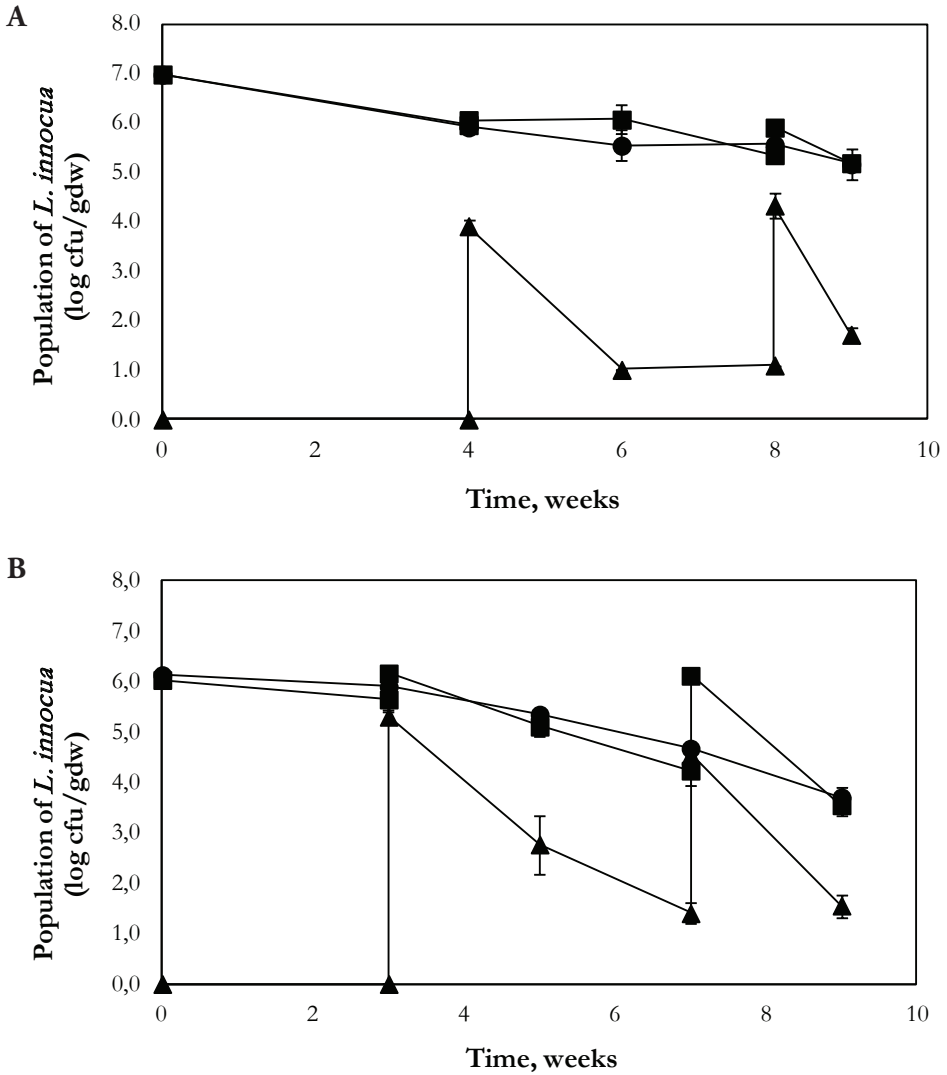 A
8.0
7.0
6.0
5.0
4.0
3.0
2.0
1.0
0.0
Population of L. innocua
(log cfu/gdw)
0 2 4 6 8 10
Time, weeks
B
8,0
7,0
6,0
5,0
4,0
3,0
2,0
1,0
0,0
Population of L. innocua
(log cfu/gdw)
0 2 4 6 8 10
Time, weeks